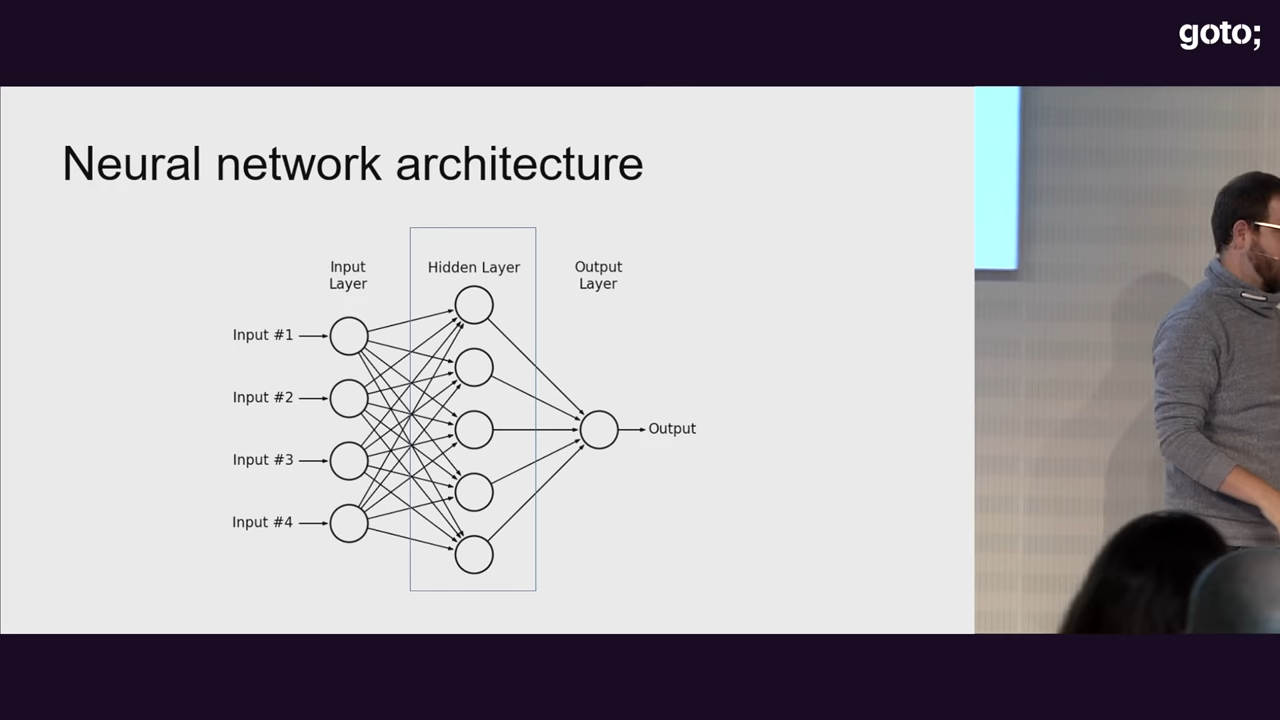 goto;
Neural network architecture
Input
Layer
Hidden Layer
Output
Layer
Input #1
Input #2
Input #3
Input #4
Output